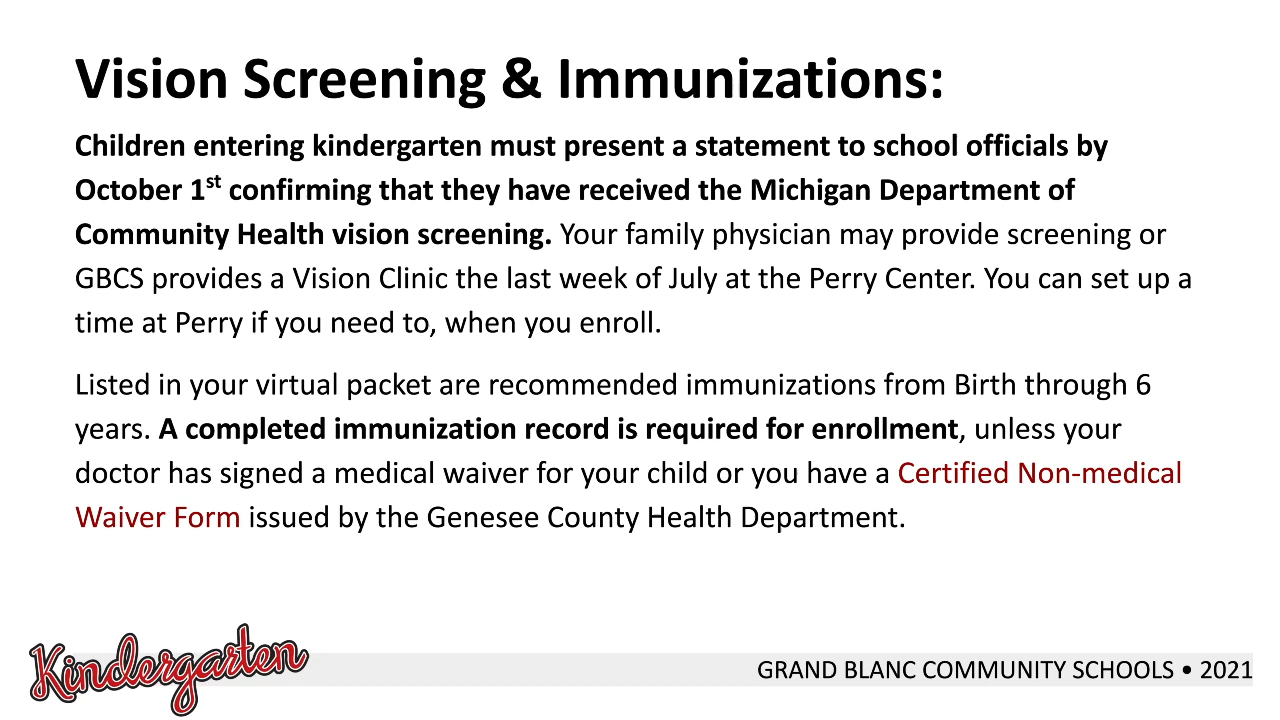 Vision Screening & Immunizations:
Children entering kindergarten must present a statement to school officials by
October 1st confirming that they have received the Michigan Department of
Community Health vision screening. Your family physician may provide screening or
GBCS provides a Vision Clinic the last week of July at the Perry Center. You can set up a
time at Perry if you need to, when you enroll.
Listed in your virtual packet are recommended immunizations from Birth through 6
years. A completed immunization record is required for enrollment, unless your
doctor has signed a medical waiver for your child or you have a Certified Non-medical
Waiver Form issued by the Genesee County Health Department.
Kindergarten
GRAND BLANC COMMUNITY SCHOOLS • 2021